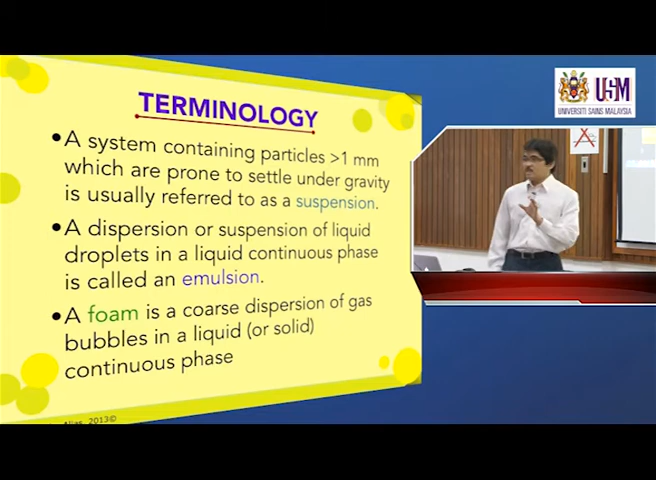 TERMINOLOGY
•A system containing particles >1 mm
which are prone to settle under gravity
is usually referred to as a suspension.
•A dispersion or suspension of liquid
droplets in a liquid continuous phase
is called an emulsion.
•A foam is a coarse dispersion of gas
bubbles in a liquid (or solid)
continuous phase
Alias, 2013©
USM
UNIVERSITI SAINS MALAYSIA